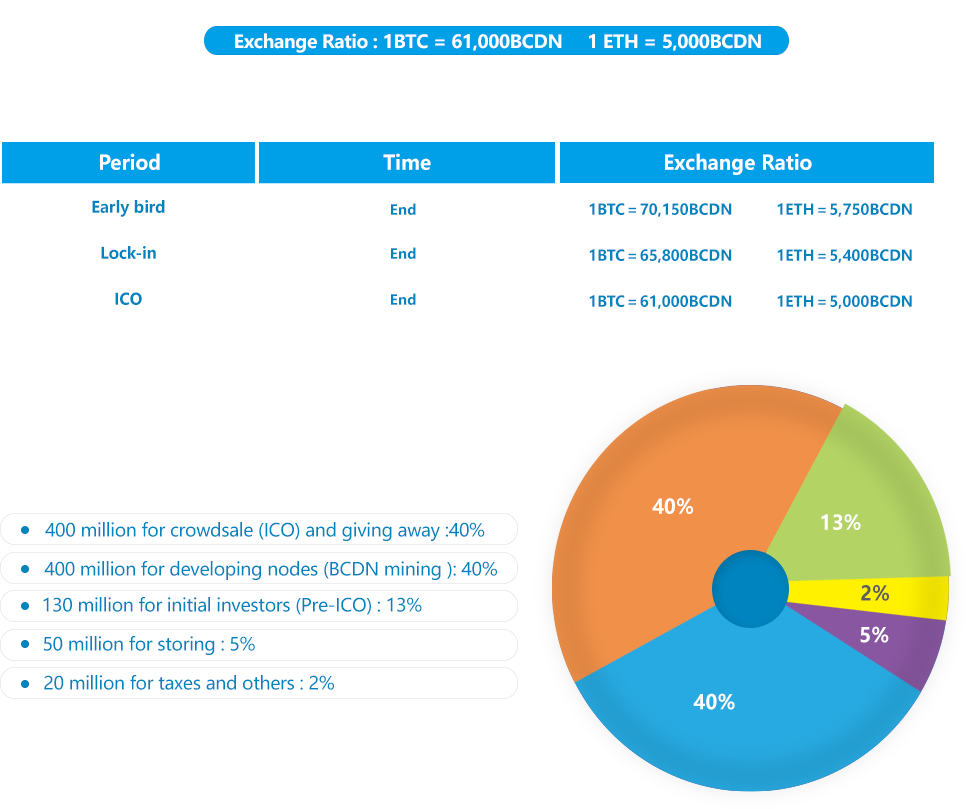 Exchange Ratio : 1BTC = 61,000BCDN 1 ETH = 5,000BCDN
Period Time Exchange Ratio
Early bird End 1BTC = 70,150BCDN 1ETH = 5,750BCDN
Lock-in End 1BTC = 65,800BCDN 1ETH = 5,400BCDN
ICO End 1BTC = 61,000BCDN 1ETH = 5,000BCDN
400 million for crowdsale (ICO) and giving away :40%
400 million for developing nodes (BCDN mining ): 40%
130 million for initial investors (Pre-ICO) : 13%
50 million for storing : 5%
20 million for taxes and others : 2%
40%
13%
2%
5%
40%